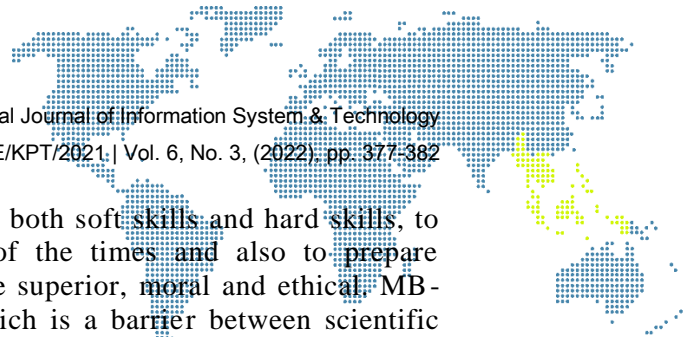 al Journal of Information System & Technology
E/KPT/2021 | Vol. 6, No. 3, (2022), pp. 377-382
both soft skills and hard skills, to
of the times and also to prepare
e superior, moral and ethical. MB-
ich is a barrier between scientific